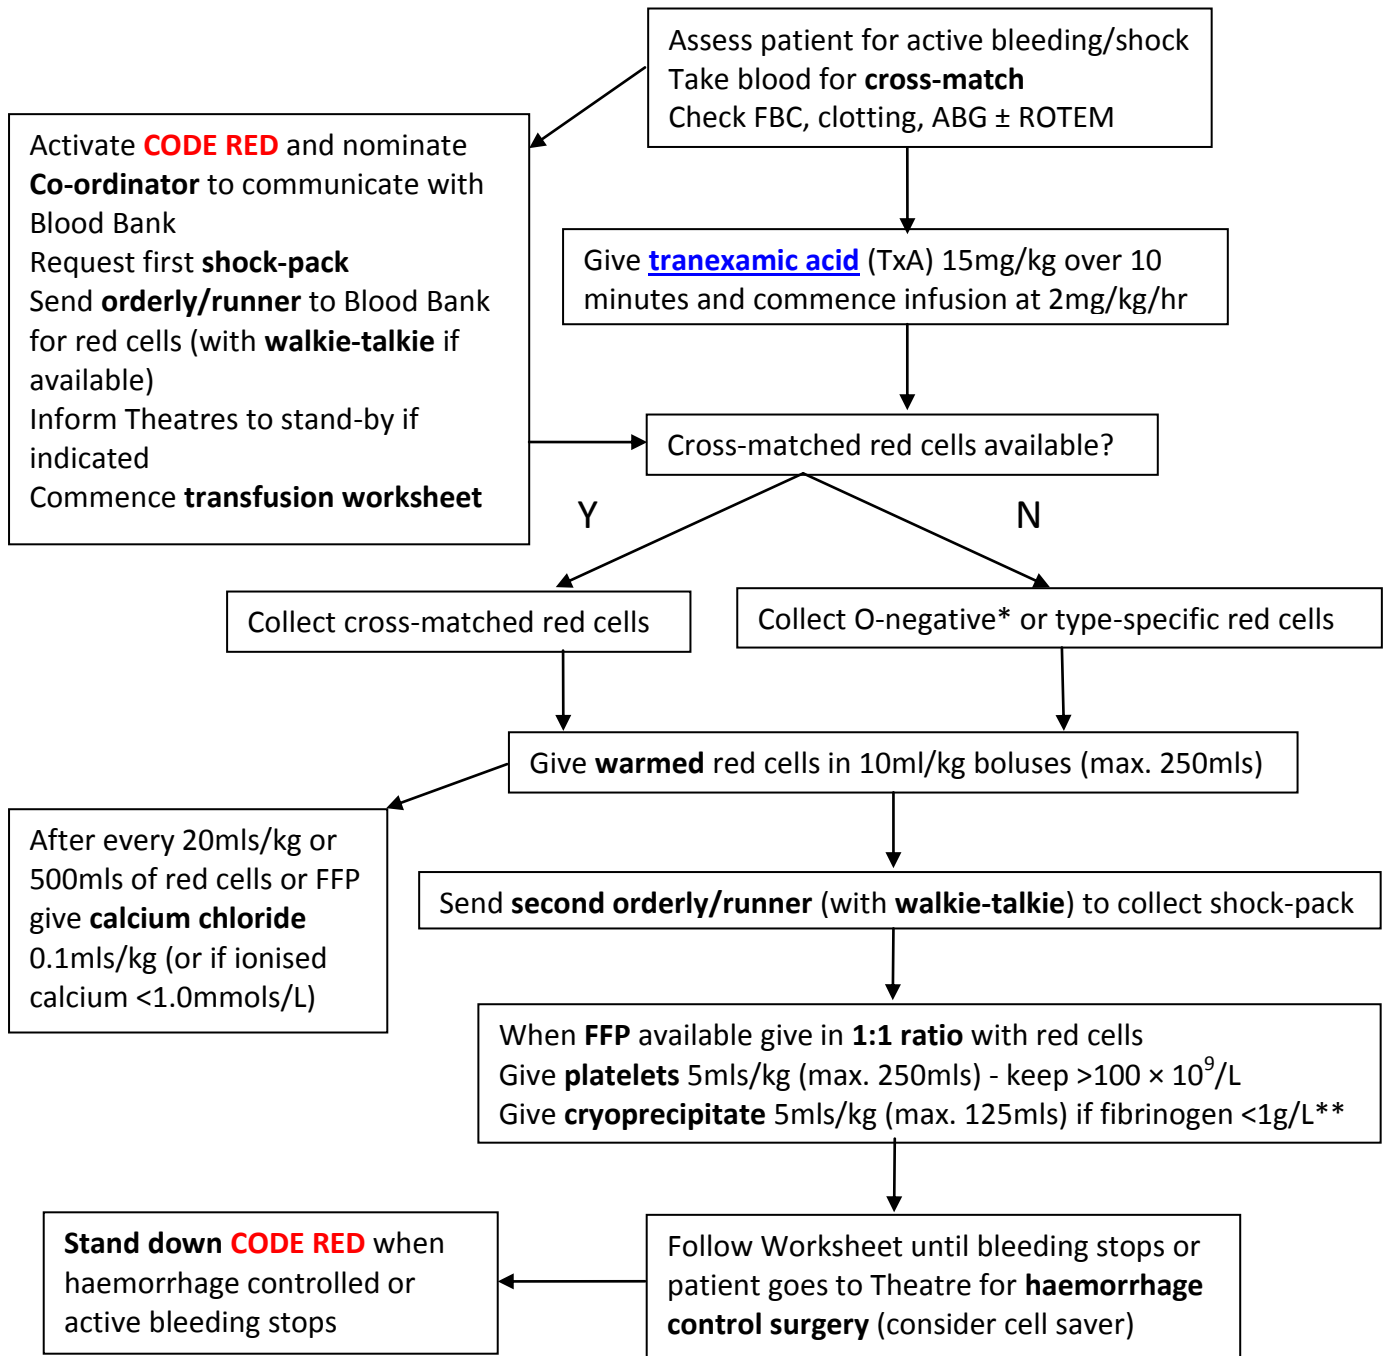 Assess patient for active bleeding/shock
Take blood for cross-match
Check FBC, clotting, ABG ± ROTEM
Activate CODE RED and nominate
Co-ordinator to communicate with
Blood Bank
Request first shock-pack
Send orderly/runner to Blood Bank
for red cells (with walkie-talkie if
available)
Inform Theatres to stand-by if
indicated
Commence transfusion worksheet
Give tranexamic acid (TxA) 15mg/kg over 10
minutes and commence infusion at 2mg/kg/hr
Cross-matched red cells available?
Y
N
Collect cross-matched red cells
Collect O-negative* or type-specific red cells
Give warmed red cells in 10ml/kg boluses (max. 250mls)
After every 20mls/kg or
500mls of red cells or FFP
give calcium chloride
0.1mls/kg (or if ionised
calcium <1.0mmols/L)
Send second orderly/runner (with walkie-talkie) to collect shock-pack
When FFP available give in 1:1 ratio with red cells
Give platelets 5mls/kg (max. 250mls) - keep >100 × 10⁹/L
Give cryoprecipitate 5mls/kg (max. 125mls) if fibrinogen <1g/L**
Follow Worksheet until bleeding stops or
patient goes to Theatre for haemorrhage
control surgery (consider cell saver)
Stand down CODE RED when
haemorrhage controlled or
active bleeding stops